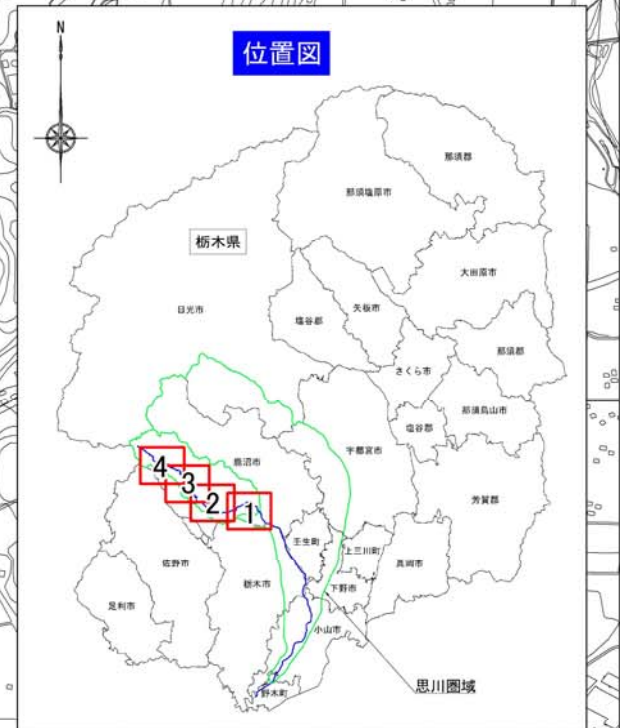 N
位置図
那須郡
那須塩原市
栃木県
大田原市
日光市
塩谷郡
矢板市
那須郡
さくら市
那須烏山市
塩谷郡
宇都宮市
鹿沼市
4
3
2
1
芳賀郡
壬生町
上三川町
真岡市
佐野市
栃木市
下野市
足利市
小山市
思川圏域
野木町